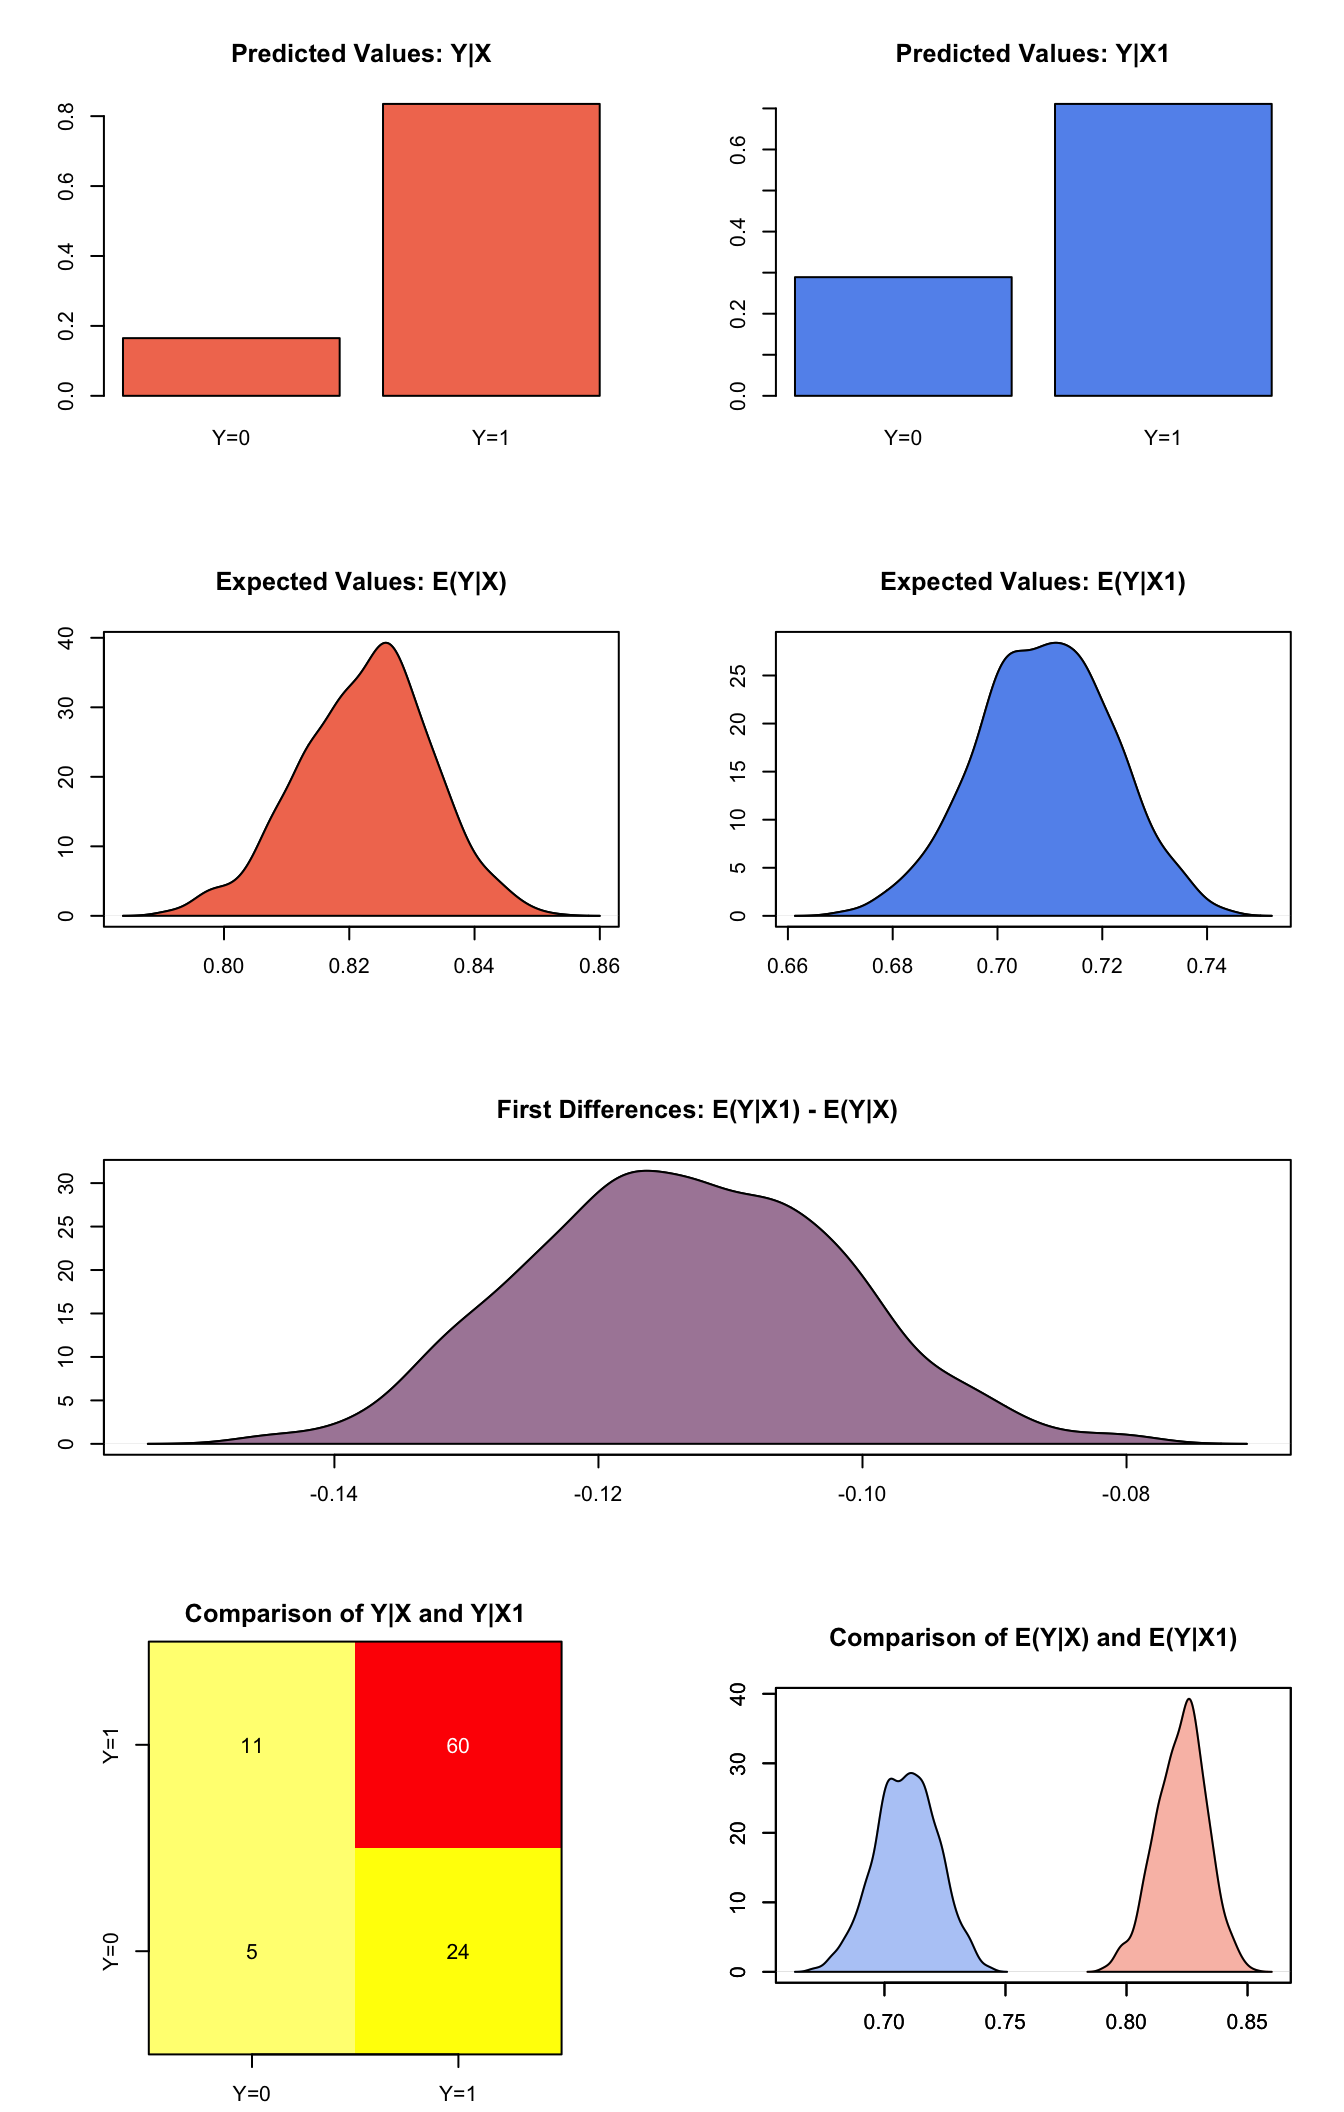 Predicted Values: Y|X
0.8
0.6
0.4
0.2
0.0
Y=0 Y=1
Predicted Values: Y|X1
0.6
0.4
0.2
0.0
Y=0 Y=1
Expected Values: E(Y|X)
40
30
20
10
0
0.80 0.82 0.84 0.86
Expected Values: E(Y|X1)
25
20
15
10
5
0
0.66 0.68 0.70 0.72 0.74
First Differences: E(Y|X1) - E(Y|X)
30
25
20
15
10
5
0
-0.14 -0.12 -0.10 -0.08
Comparison of Y|X and Y|X1
Y=1 11 60
Y=0 5 24
Y=0 Y=1
Comparison of E(Y|X) and E(Y|X1)
40
30
20
10
0
0.70 0.75 0.80 0.85